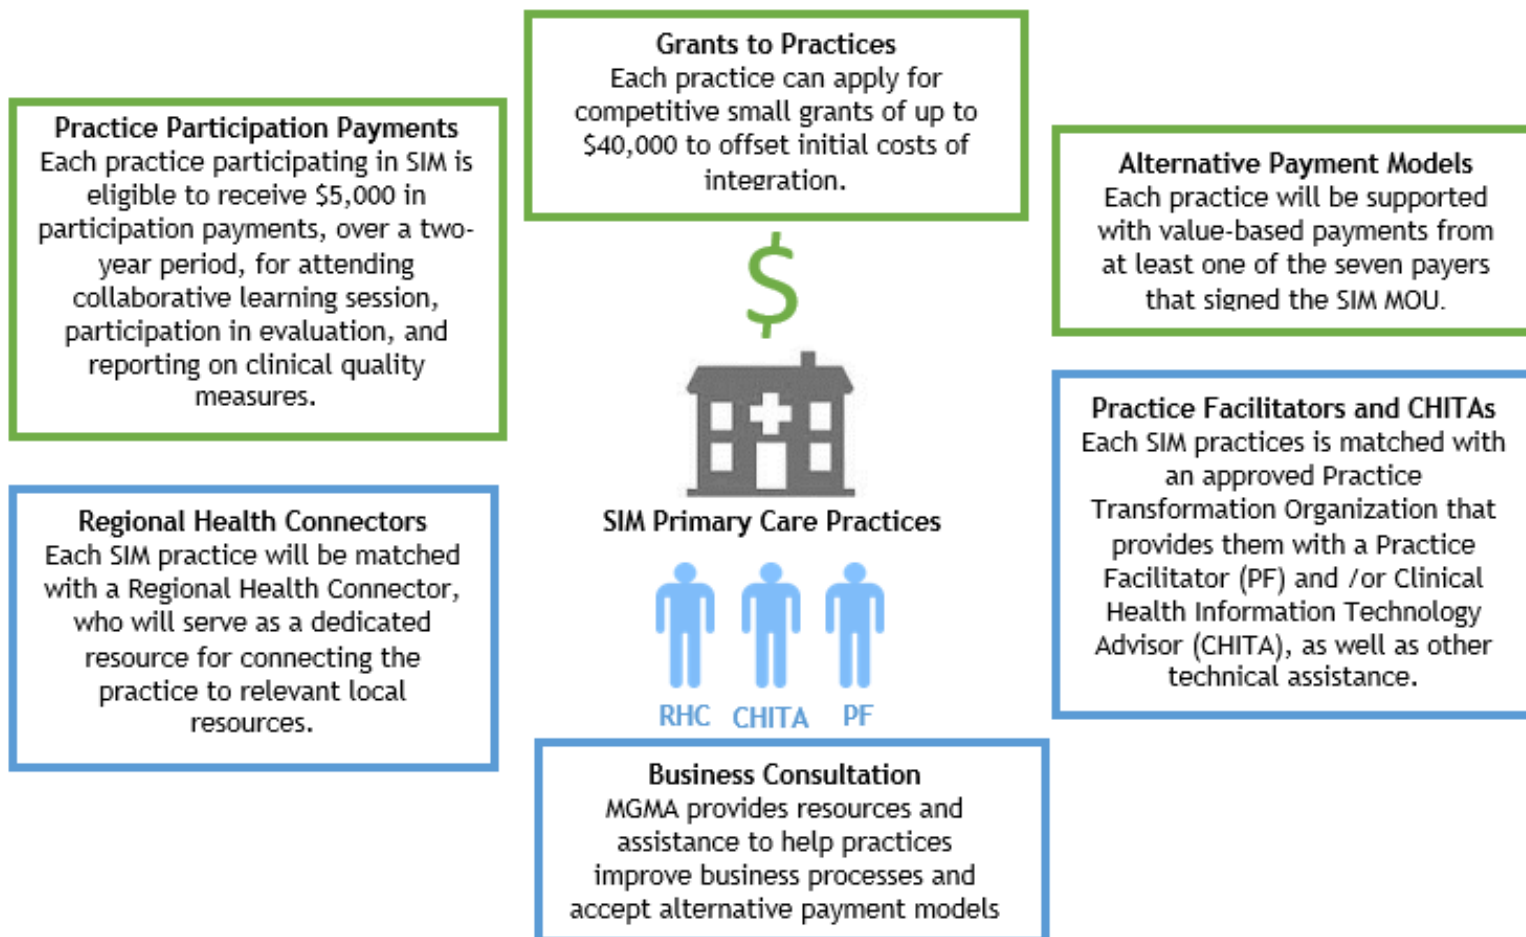 Grants to Practices
Each practice can apply for
competitive small grants of up to
$40,000 to offset initial costs of
integration.
Practice Participation Payments
Each practice participating in SIM is
eligible to receive $5,000 in
participation payments, over a two-
year period, for attending
collaborative learning session,
participation in evaluation, and
reporting on clinical quality
measures.
Alternative Payment Models
Each practice will be supported
with value-based payments from
at least one of the seven payers
that signed the SIM MOU.
$
SIM Primary Care Practices
Regional Health Connectors
Each SIM practice will be matched
with a Regional Health Connector,
who will serve as a dedicated
resource for connecting the
practice to relevant local
resources.
Practice Facilitators and CHITAs
Each SIM practices is matched with
an approved Practice
Transformation Organization that
provides them with a Practice
Facilitator (PF) and /or Clinical
Health Information Technology
Advisor (CHITA), as well as other
technical assistance.
RHC CHITA PF
Business Consultation
MGMA provides resources and
assistance to help practices
improve business processes and
accept alternative payment models